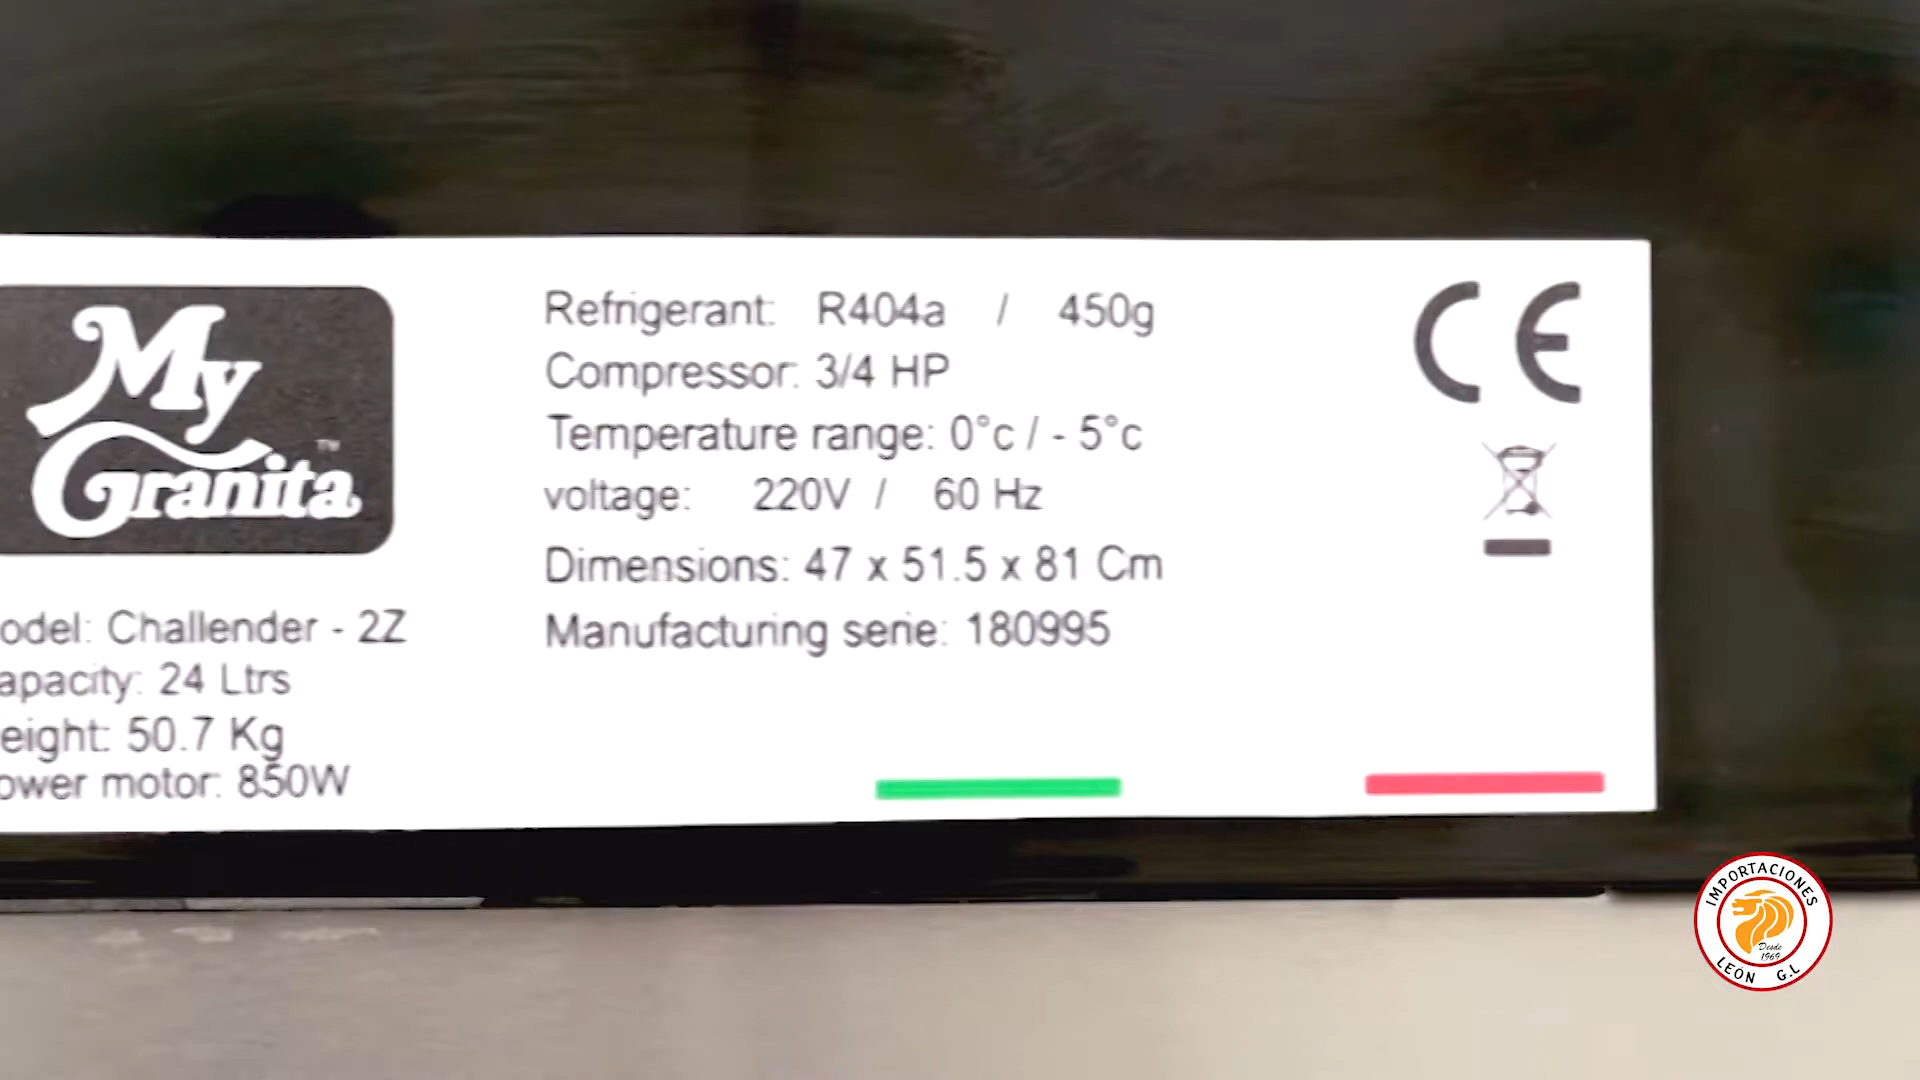 My
Granita
TM
odel: Challender - 2Z
apacity: 24 Ltrs
eight: 50.7 Kg
ower motor: 850W
Refrigerant: R404a / 450g
Compressor: 3/4 HP
Temperature range: 0°c / - 5°c
voltage: 220V / 60 Hz
Dimensions: 47 x 51.5 x 81 Cm
Manufacturing serie: 180995
CE
IMPORTACIONES
Desde
1969
LEÓN G.L